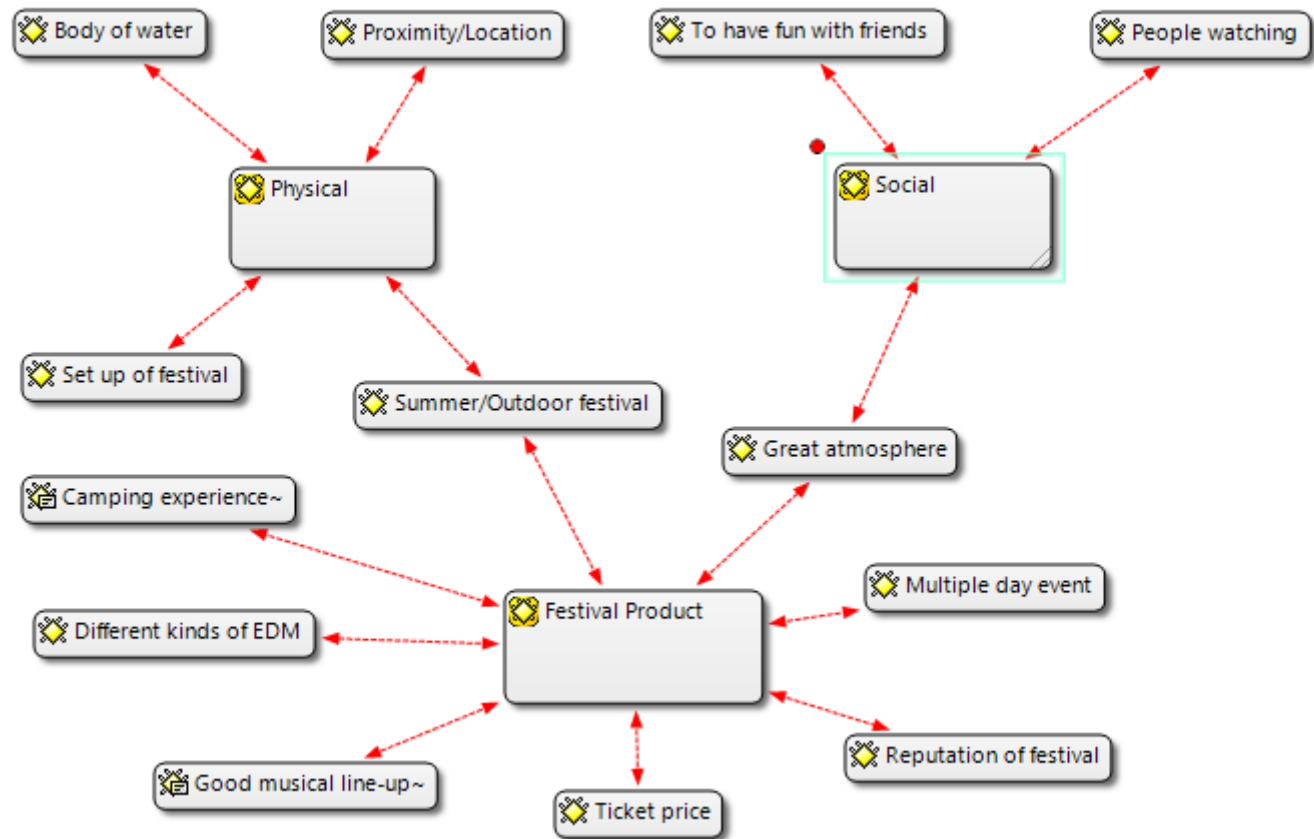 Body of water
Proximity/Location
To have fun with friends
People watching
Physical
Social
Set up of festival
Summer/Outdoor festival
Great atmosphere
Camping experience~
Multiple day event
Festival Product
Different kinds of EDM
Reputation of festival
Good musical line-up~
Ticket price